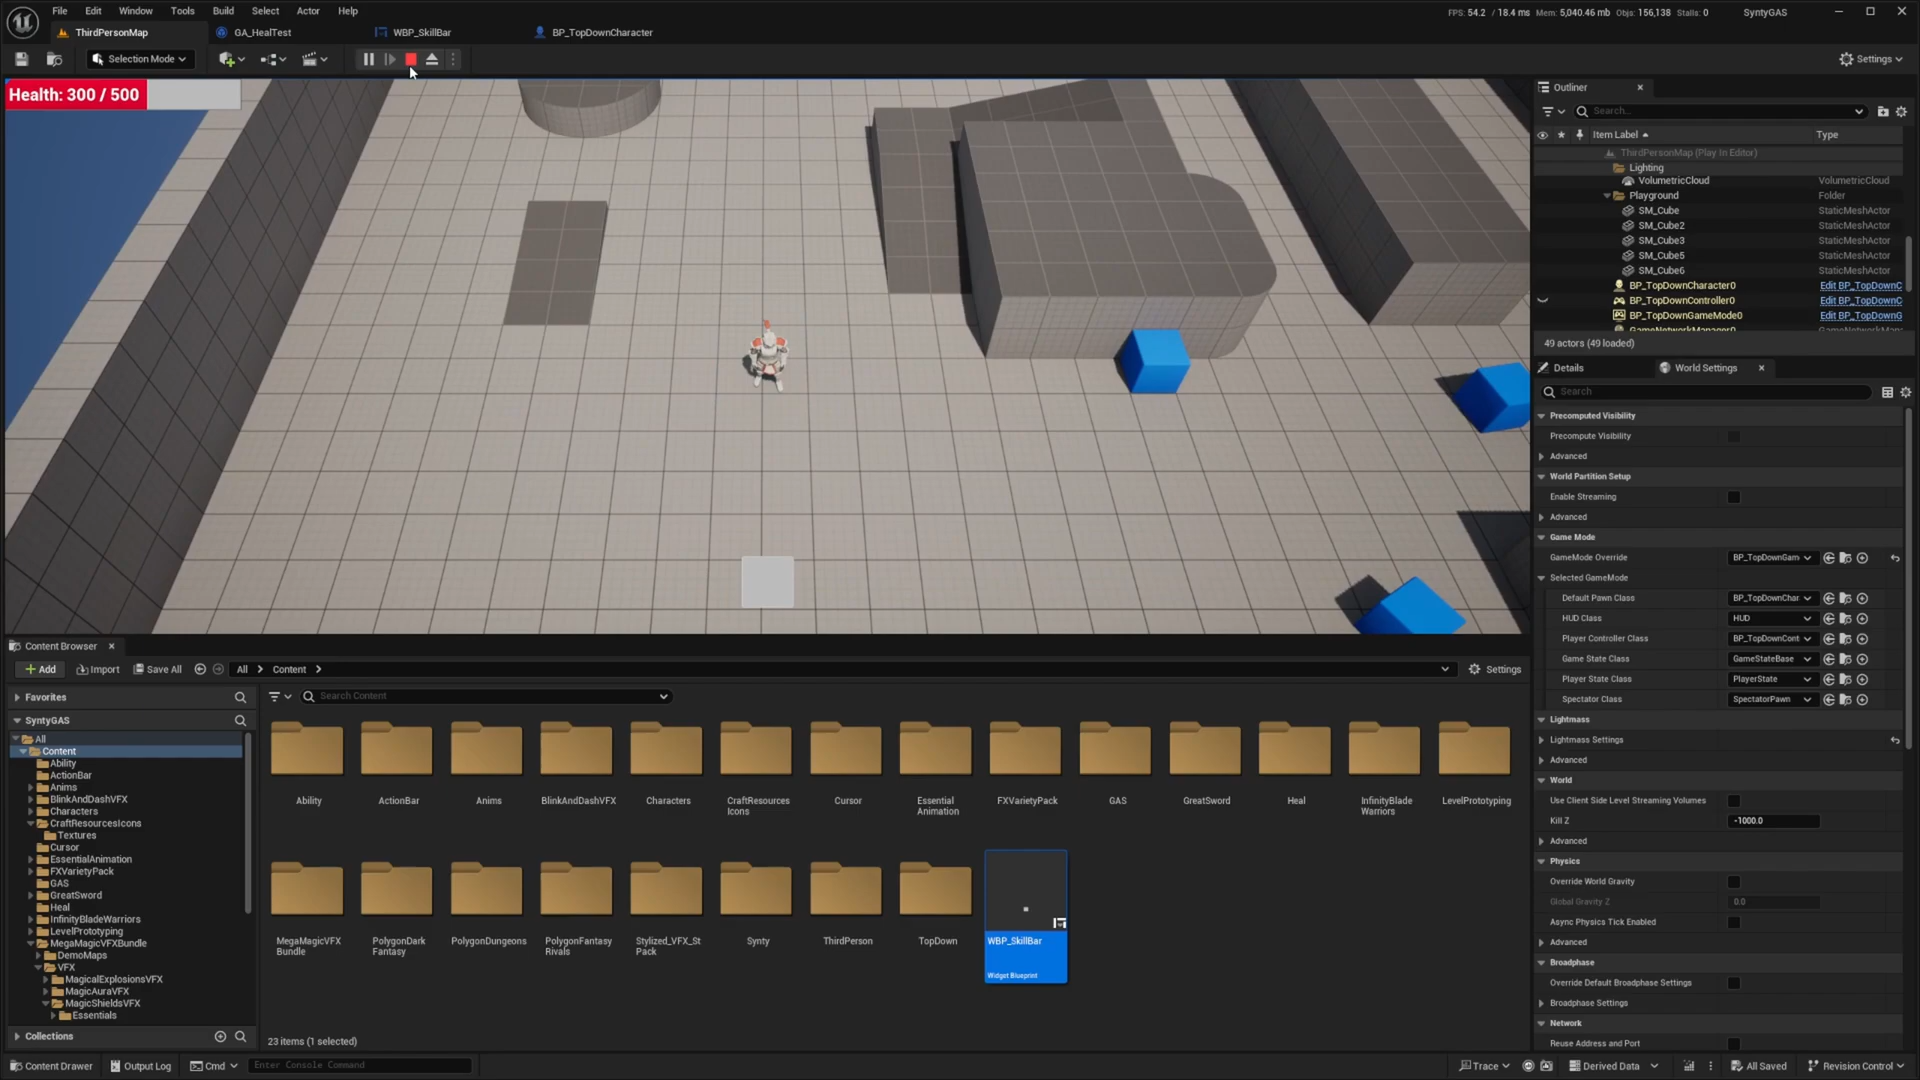 File Edit Window Tools Build Select Actor Help
FPS: 54.2 / 18.4 ms Mem: 5,040.46 mb Objs: 156,138 Stalls: 0 SyntyGAS
ThirdPersonMap GA_HealTest WBP_SkillBar BP_TopDownCharacter
Selection Mode Settings
Health: 300 / 500
Outliner
Search...
Item Label Type
ThirdPersonMap (Play In Editor)
Lighting
VolumetricCloud VolumetricCloud
Playground Folder
SM_Cube StaticMeshActor
SM_Cube2 StaticMeshActor
SM_Cube3 StaticMeshActor
SM_Cube5 StaticMeshActor
SM_Cube6 StaticMeshActor
BP_TopDownCharacter0 Edit BP_TopDownC
BP_TopDownController0 Edit BP_TopDownC
BP_TopDownGameMode0 Edit BP_TopDownG
49 actors (49 loaded)
Details World Settings
Search
Precomputed Visibility
Precompute Visibility
Advanced
World Partition Setup
Enable Streaming
Advanced
Game Mode
GameMode Override BP_TopDownGam
Selected GameMode
Default Pawn Class BP_TopDownChar
HUD Class HUD
Player Controller Class BP_TopDownCont
Game State Class GameStateBase
Player State Class PlayerState
Spectator Class SpectatorPawn
Lightmass
Lightmass Settings
Advanced
World
Use Client Side Level Streaming Volumes
Kill Z -1000.0
Advanced
Physics
Override World Gravity
Global Gravity Z 0.0
Async Physics Tick Enabled
Advanced
Broadphase
Override Default Broadphase Settings
Broadphase Settings
Network
Reuse Address and Port
Content Browser
Add Import Save All All Content Settings
Favorites
Search Content
SyntyGAS
All
Content
Ability
ActionBar
Anims
BlinkAndDashVFX
Characters
CraftResourcesIcons
Textures
Cursor
EssentialAnimation
FXVarietyPack
GAS
GreatSword
Heal
InfinityBladeWarriors
LevelPrototyping
MegaMagicVFXBundle
DemoMaps
VFX
MagicalExplosionsVFX
MagicAuraVFX
MagicShieldsVFX
Essentials
Collections
Ability ActionBar Anims BlinkAndDashVFX Characters CraftResources Cursor Essential FXVarietyPack GAS GreatSword Heal InfinityBlade LevelPrototyping
Icons Animation Warriors
MegaMagicVFX PolygonDark PolygonDungeons PolygonFantasy Stylized_VFX_St Synty ThirdPerson TopDown WBP_SkillBar
Bundle Fantasy Rivals Pack
Widget Blueprint
23 items (1 selected)
Content Drawer Output Log Cmd Enter Console Command Trace Derived Data All Saved Revision Control